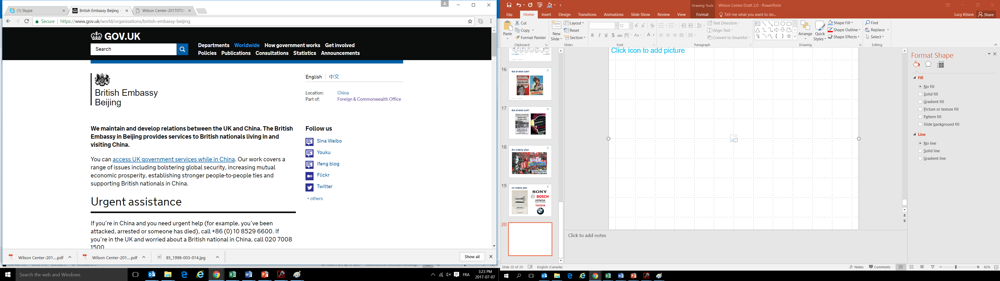 (1) Skype
British Embassy Beijing -
Wilson Center-20170706
Secure
https://www.gov.uk/world/organisations/british-embassy-beijing
GOV.UK
Search
Departments Worldwide How government works Get involved
Policies Publications Consultations Statistics Announcements
British Embassy
Beijing
English 中文
Location: China
Part of: Foreign & Commonwealth Office
We maintain and develop relations between the UK and China. The British
Embassy in Beijing provides services to British nationals living in and
visiting China.
You can access UK government services while in China. Our work covers a
range of issues including bolstering global security, increasing mutual
economic prosperity, establishing stronger people-to-people ties and
supporting British nationals in China.
Follow us
Sina Weibo
Youku
Ifeng blog
Flickr
Twitter
+ others
Urgent assistance
If you're in China and you need urgent help (for example, you've been
attacked, arrested or someone has died), call +86 (0) 10 8529 6600. If
you're in the UK and worried about a British national in China, call 020 7008
1500
Wilson Center-201....pdf
Wilson Center-201....pdf
85_1998-003-014.jpg
Show all
Search the web and Windows
FRA
3:23 PM
2017-07-07
Drawing Tools
Wilson Centre Draft 2.0 - PowerPoint
File Home Insert Design Transitions Animations Slide Show Review View Format Tell me what you want to do...
Lucy Kitson
Share
Paste
Cut
Copy
Format Painter
Clipboard
New
Slide
Layout
Reset
Section
Slides
12
B I U S abc AV Aa A
Font
Text Direction
Align Text
Convert to SmartArt
Paragraph
Arrange
Quick
Styles
Shape Fill
Shape Outline
Shape Effects
Drawing
Find
Replace
Select
Editing
16
But at what cost?
17
But at what cost?
WHEN THEY
CLOSE A PIT
THEY KILL A
COMMUNITY
18
An orderly plan
19
An orderly plan
SONY
BOSCH
HITACHI
TOYOTA
20
Click icon to add picture
Click to add notes
Format Shape
Fill
No fill
Solid fill
Gradient fill
Picture or texture fill
Pattern fill
Slide background fill
Line
No line
Solid line
Gradient line
Slide 20 of 20
English (Canada)
Notes
Comments
80%